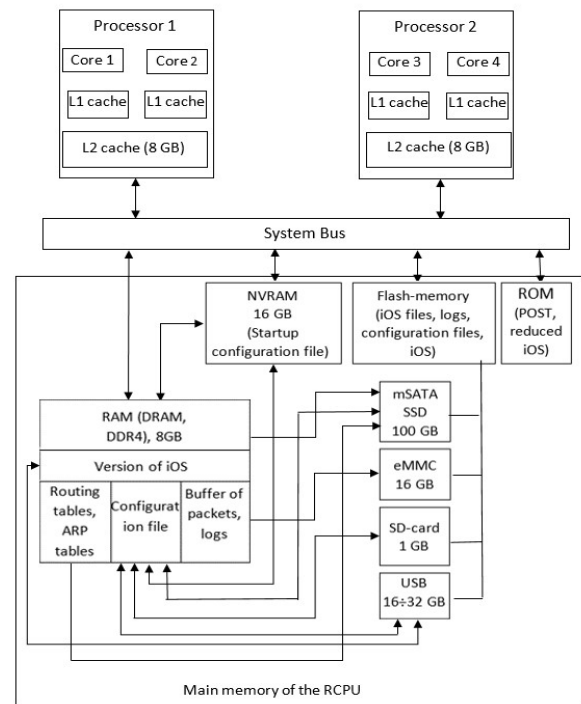 Processor 1
Core 1
Core 2
L1 cache
L1 cache
L2 cache (8 GB)
Processor 2
Core 3
Core 4
L1 cache
L1 cache
L2 cache (8 GB)
System Bus
NVRAM
16 GB
(Startup
configuration file)
Flash-memory
(iOS files, logs,
configuration files,
iOS)
ROM
(POST,
reduced
iOS)
RAM (DRAM,
DDR4), 8GB
Version of iOS
Routing
tables,
ARP
tables
Configurat
ion file
Buffer of
packets,
logs
mSATA
SSD
100 GB
eMMC
16 GB
SD-card
1 GB
USB
16÷32 GB
Main memory of the RCPU